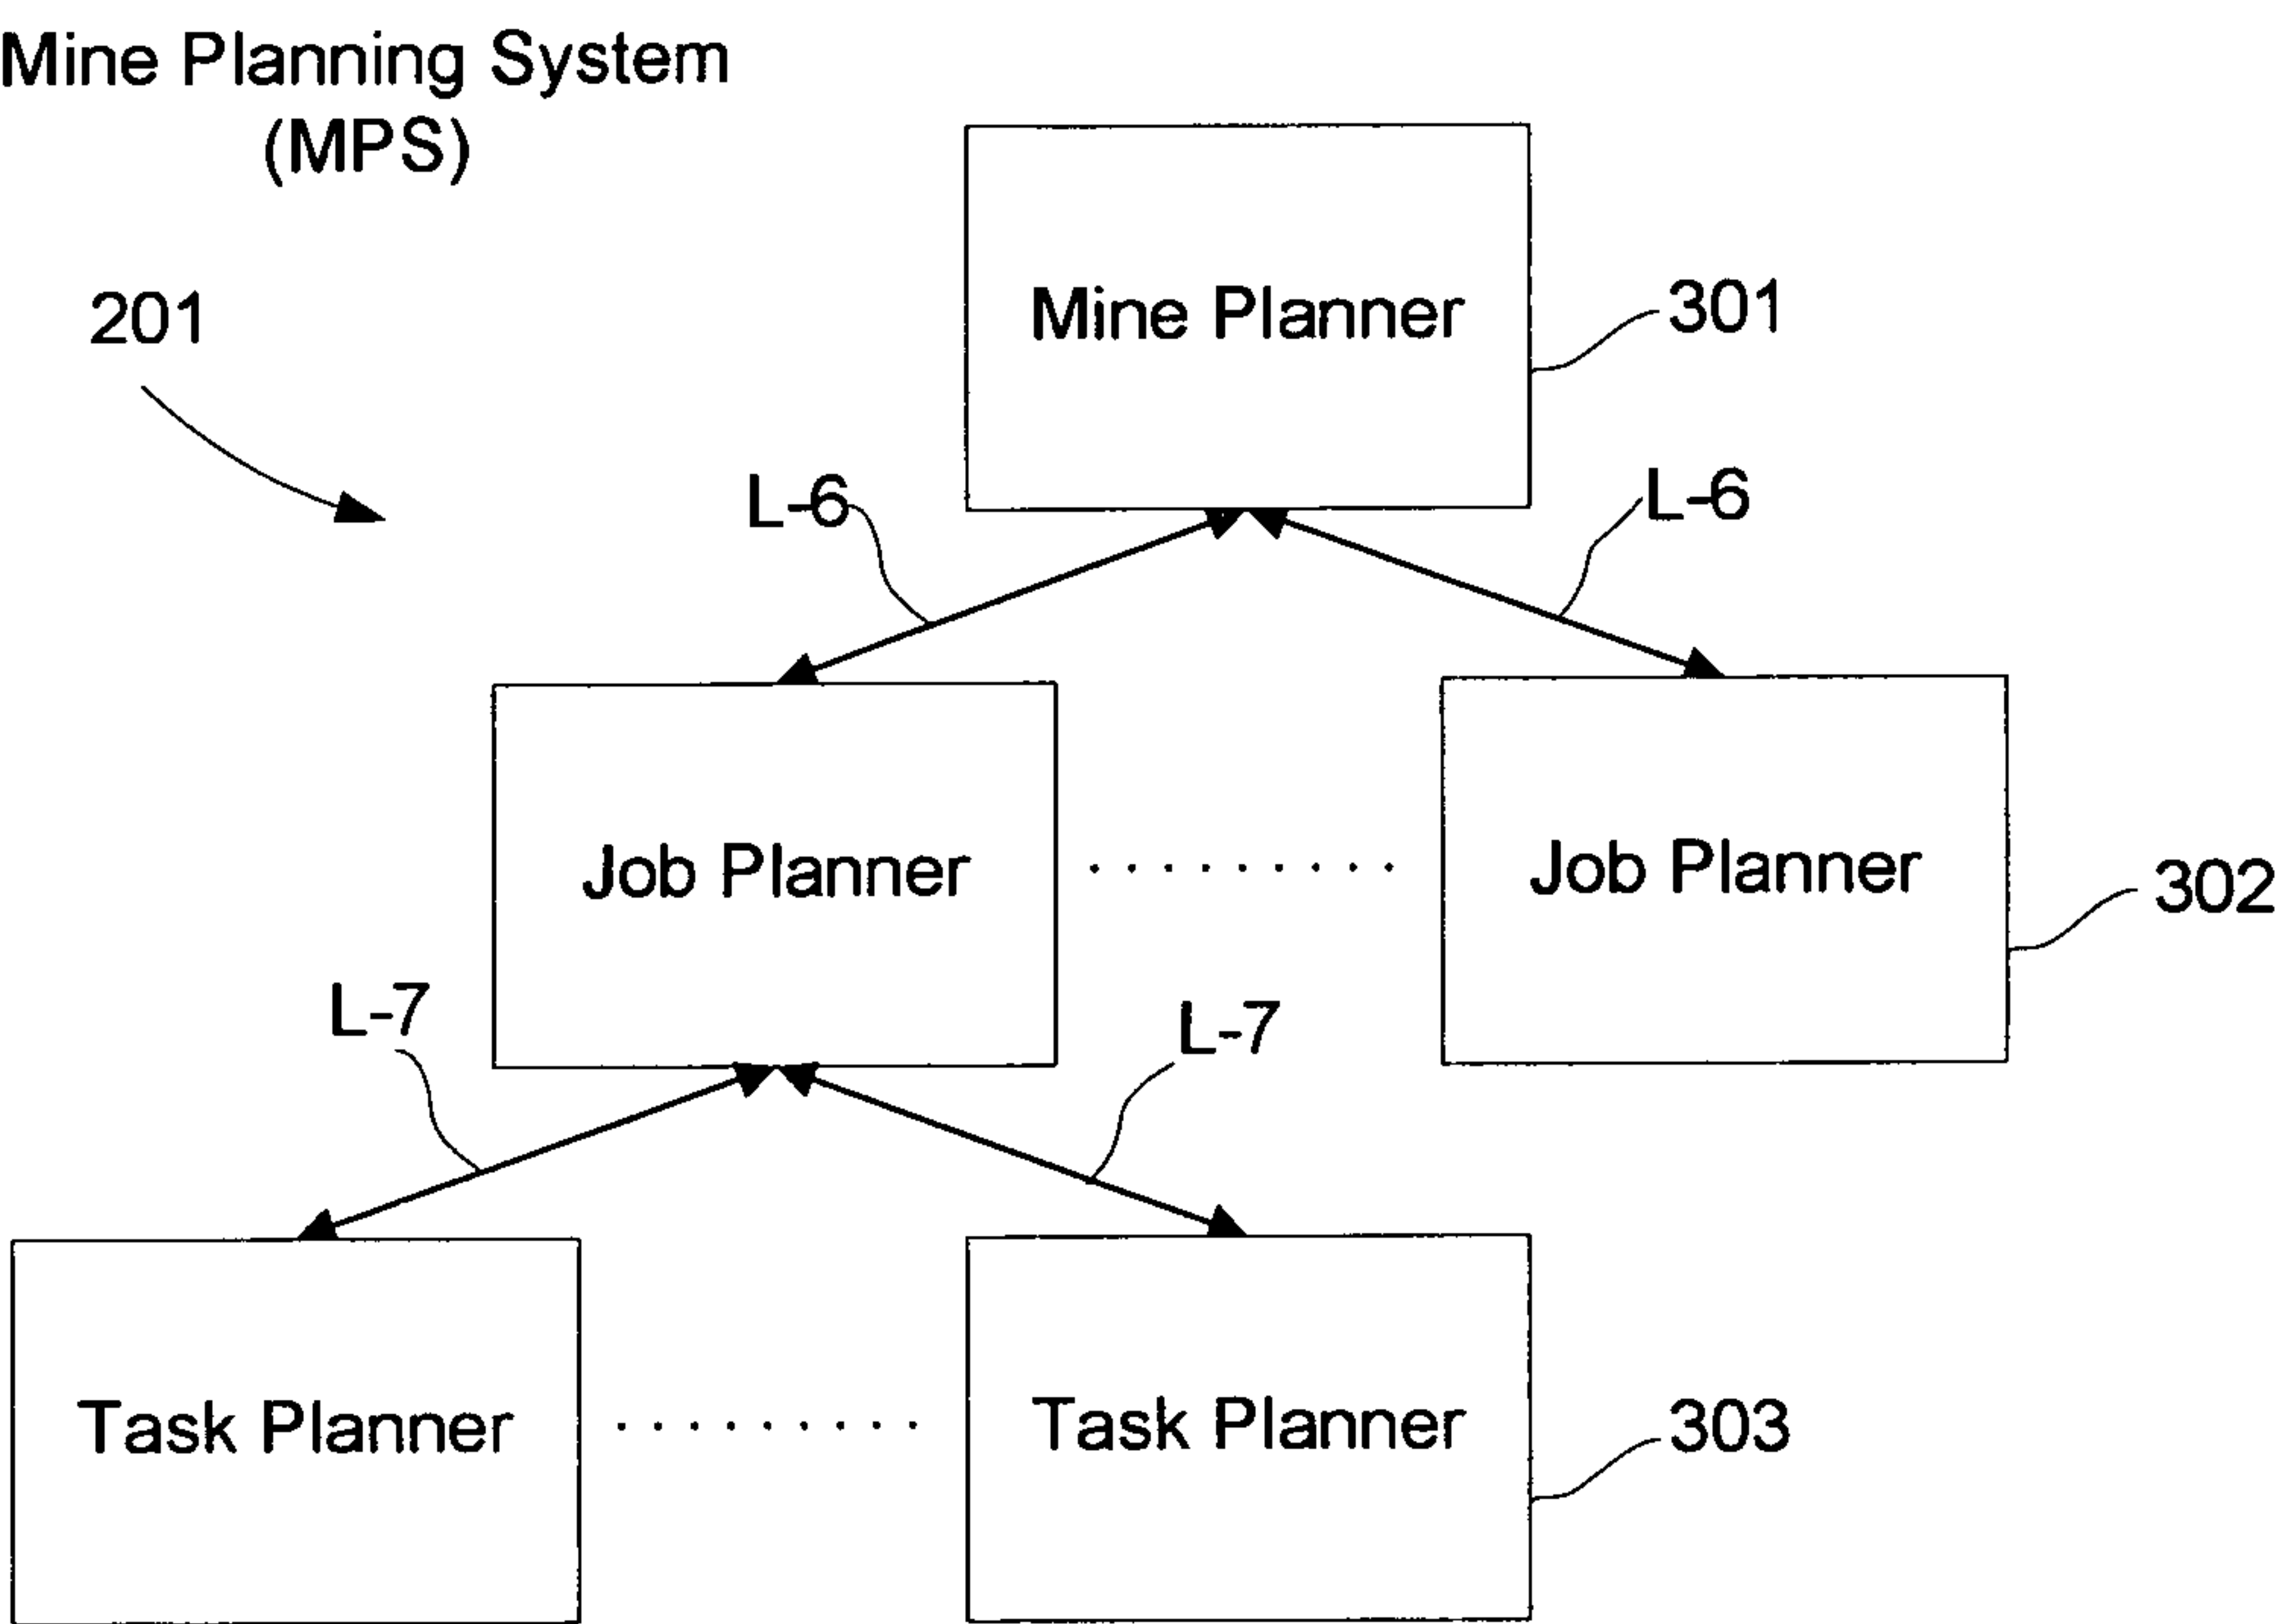 Mine Planning System
(MPS)
201
Mine Planner
301
L-6
L-6
Job Planner
Job Planner
302
L-7
L-7
Task Planner
Task Planner
303